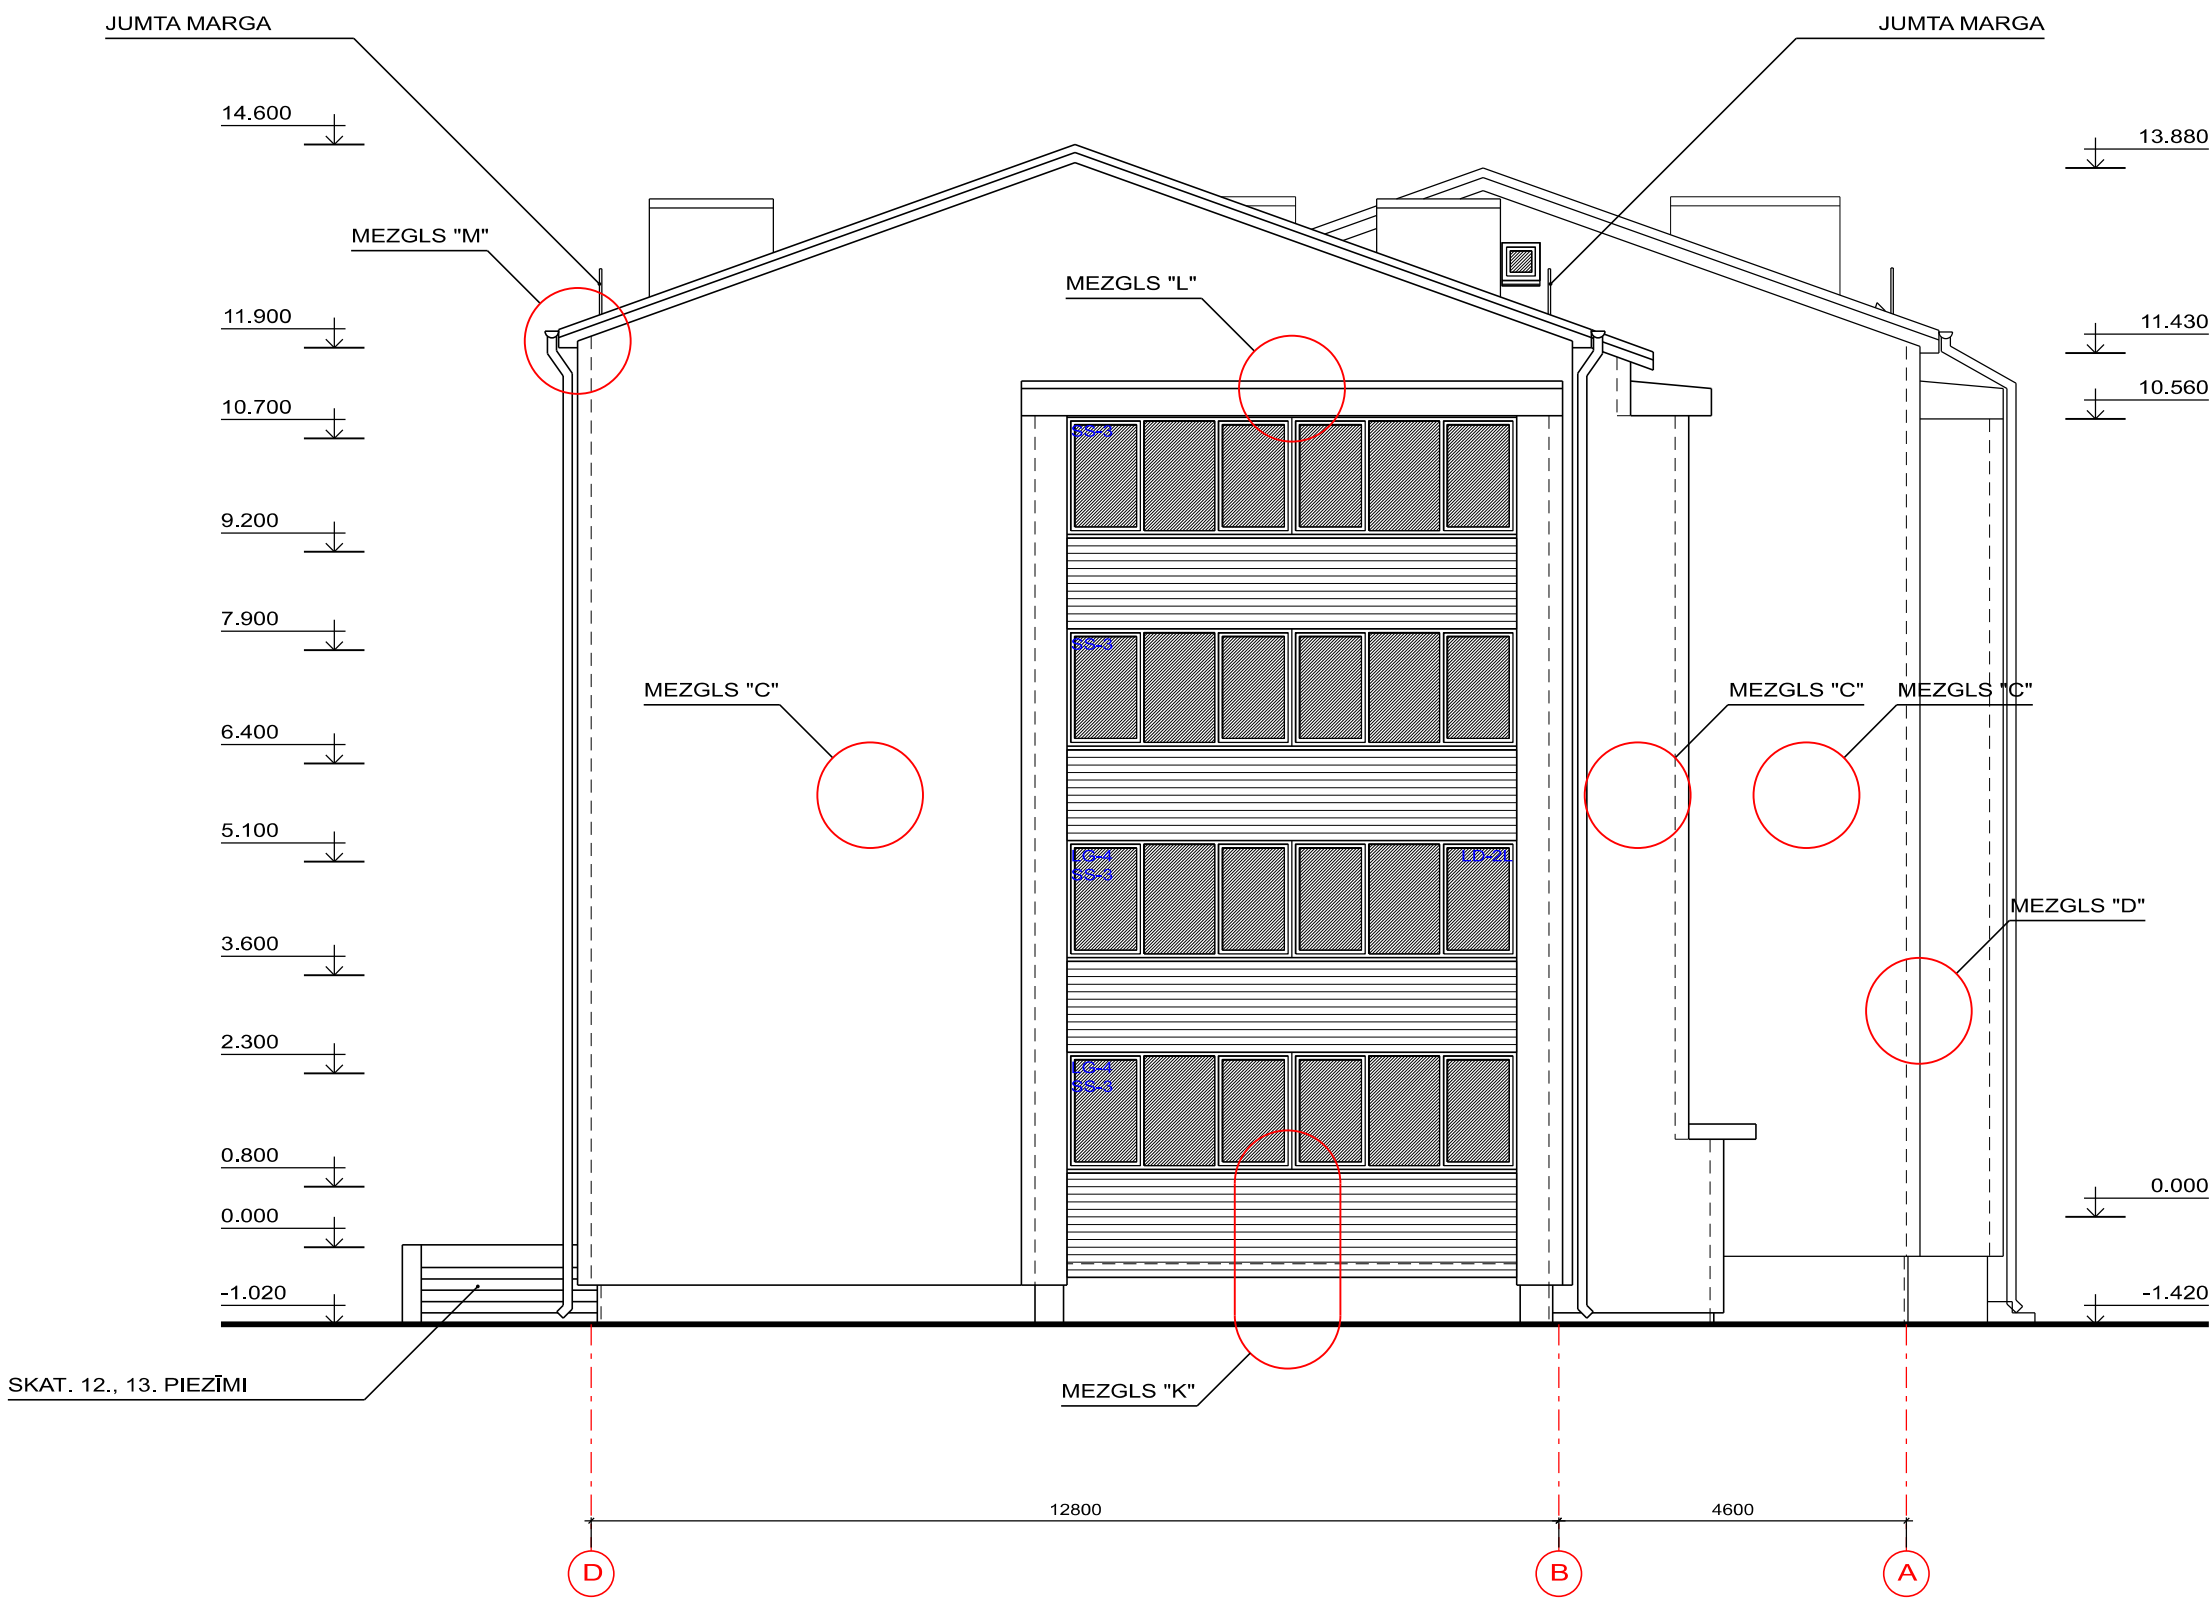 JUMTA MARGA
JUMTA MARGA
14.600
13.880
MEZGLS "M"
MEZGLS "L"
11.900
11.430
10.700
10.560
SS-3
9.200
7.900
SS-3
MEZGLS "C"
MEZGLS "C"
MEZGLS "C"
6.400
5.100
LG-4
SS-3
LD-2L
MEZGLS "D"
3.600
2.300
LG-4
SS-3
0.800
0.000
0.000
-1.020
-1.420
SKAT. 12., 13. PIEZĪMI
MEZGLS "K"
12800
4600
D
B
A